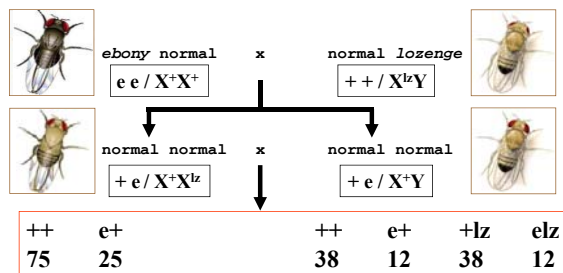 ebony normal x normal lozenge
e e / X⁺X⁺ + + / XˡᶻY
normal normal x normal normal
+ e / X⁺Xˡᶻ + e / X⁺Y
++ e+ ++ e+ +lz elz
75 25 38 12 38 12